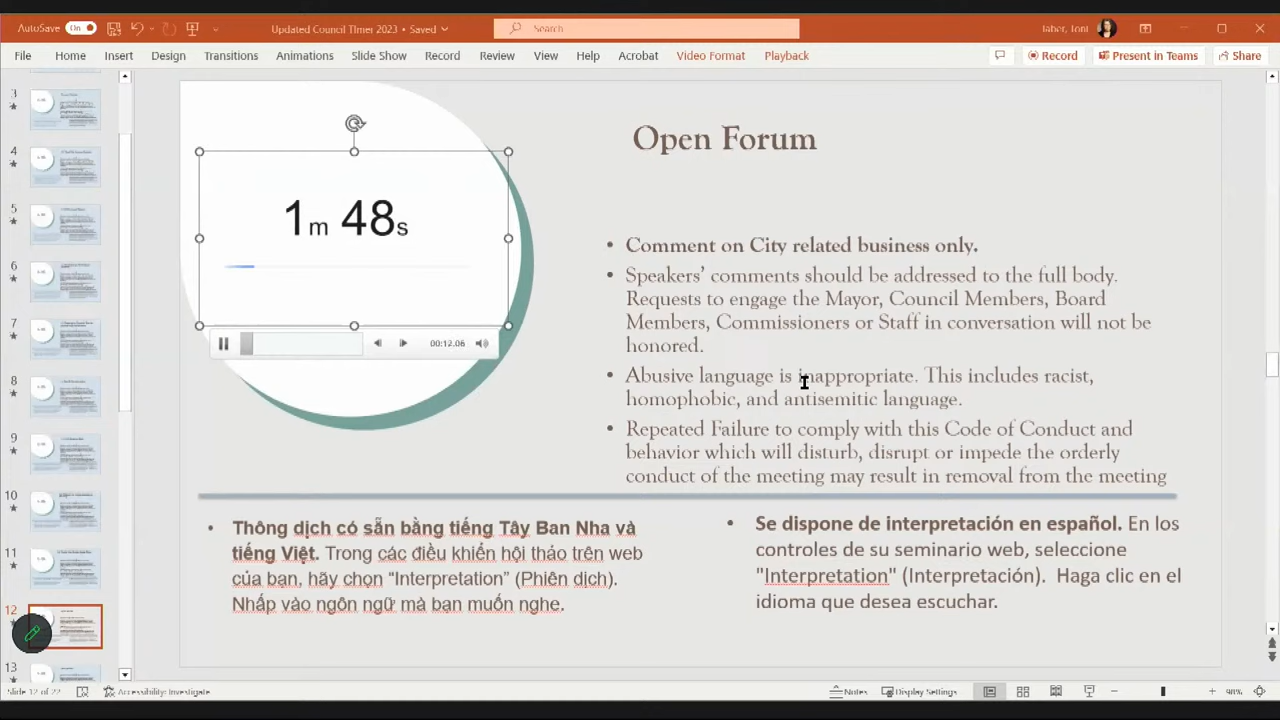 AutoSave On Updated Council TImer 2023 • Saved Search Jaber, Toni
File Home Insert Design Transitions Animations Slide Show Record Review View Help Acrobat Video Format Playback Record Present in Teams Share
3
4
5
6
7
8
9
10
11
12
13
Open Forum
1m 48s
00:12.06
• Comment on City related business only.
• Speakers' comments should be addressed to the full body.
Requests to engage the Mayor, Council Members, Board
Members, Commissioners or Staff in conversation will not be
honored.
• Abusive language is inappropriate. This includes racist,
homophobic, and antisemitic language.
• Repeated Failure to comply with this Code of Conduct and
behavior which will disturb, disrupt or impede the orderly
conduct of the meeting may result in removal from the meeting
• Thông dịch có sẵn bằng tiếng Tây Ban Nha và
tiếng Việt. Trong các điều khiển hội thảo trên web
của bạn, hãy chọn "Interpretation" (Phiên dịch).
Nhấp vào ngôn ngữ mà bạn muốn nghe.
• Se dispone de interpretación en español. En los
controles de su seminario web, seleccione
"Interpretation" (Interpretación). Haga clic en el
idioma que desea escuchar.
Slide 12 of 22 Accessibility: Investigate Notes Display Settings 98%